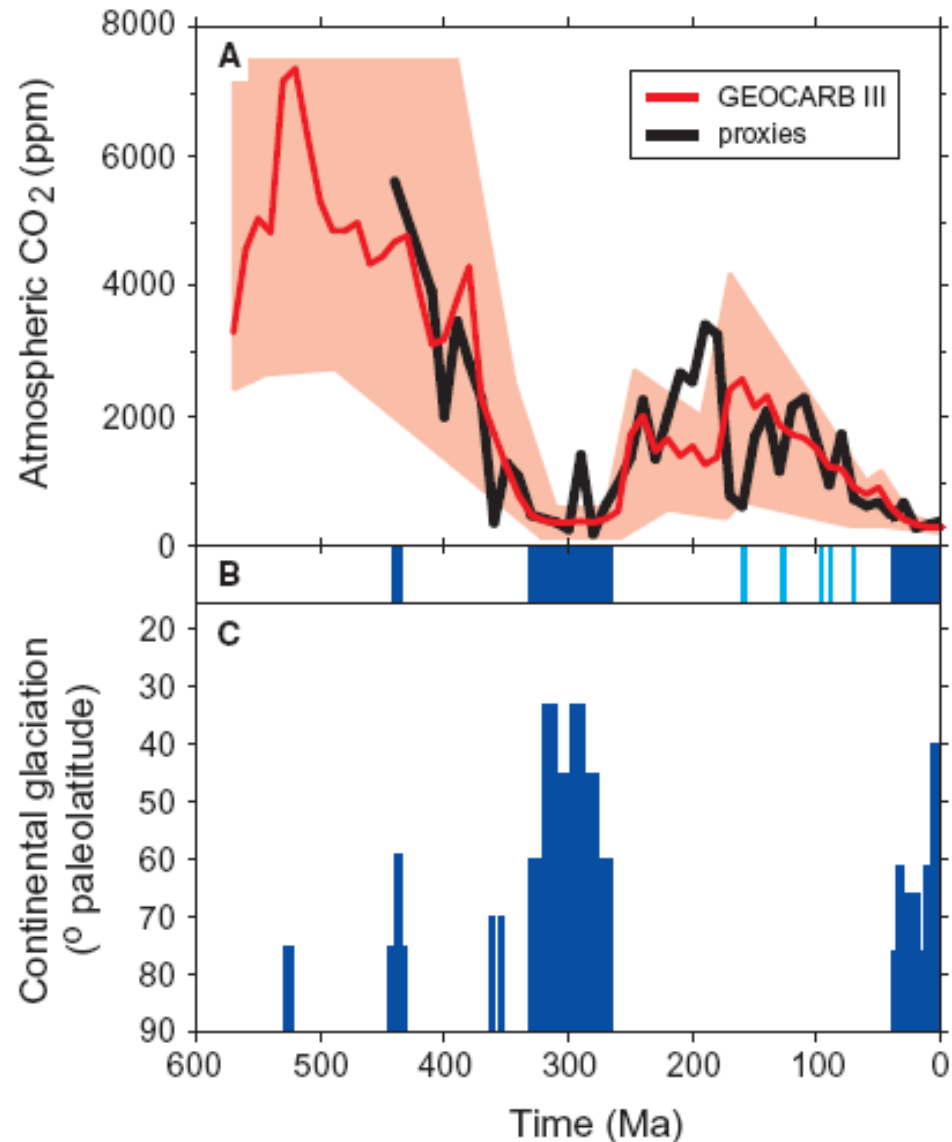 8000
A
GEOCARB III
proxies
6000
4000
2000
0
Atmospheric CO2 (ppm)
B
C
20
30
40
50
60
70
80
90
Continental glaciation
(o paleolatitude)
600
500
400
300
200
100
0
Time (Ma)